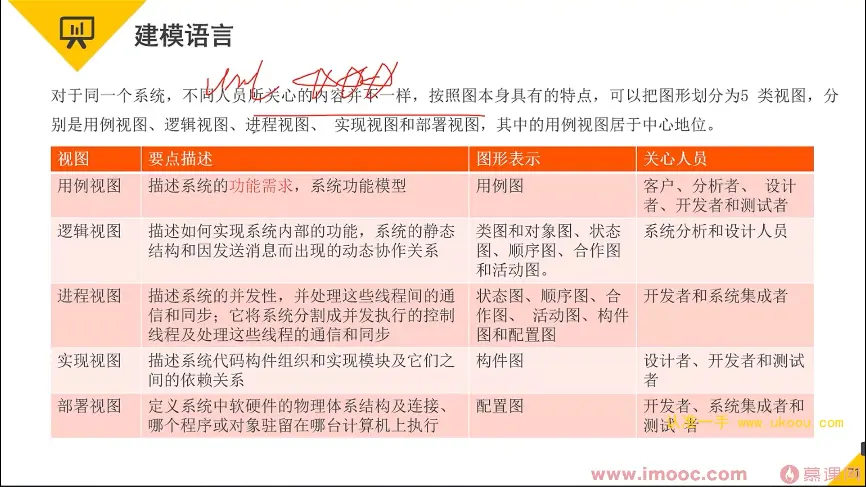 建模语言
对于同一个系统，不同人员所关心的内容并不一样，按照图本身具有的特点，可以把图形划分为5 类视图，分
别是用例视图、逻辑视图、进程视图、 实现视图和部署视图，其中的用例视图居于中心地位。
视图 要点描述 图形表示 关心人员
用例视图 描述系统的功能需求，系统功能模型 用例图 客户、分析者、 设计
者、开发者和测试者
逻辑视图 描述如何实现系统内部的功能，系统的静态 类图和对象图、状态 系统分析和设计人员
结构和因发送消息而出现的动态协作关系 图、顺序图、合作图
和活动图。
进程视图 描述系统的并发性，并处理这些线程间的通 状态图、顺序图、合 开发者和系统集成者
信和同步；它将系统分割成并发执行的控制 作图、 活动图、构件
线程及处理这些线程的通信和同步 图和配置图
实现视图 描述系统代码构件组织和实现模块及它们之 构件图 设计者、开发者和测试
间的依赖关系 者
部署视图 定义系统中软硬件的物理体系结构及连接、 配置图 开发者、系统集成者和
哪个程序或对象驻留在哪台计算机上执行 测试者
一手 www.ukoou.com
www.imooc.com 慕课
71